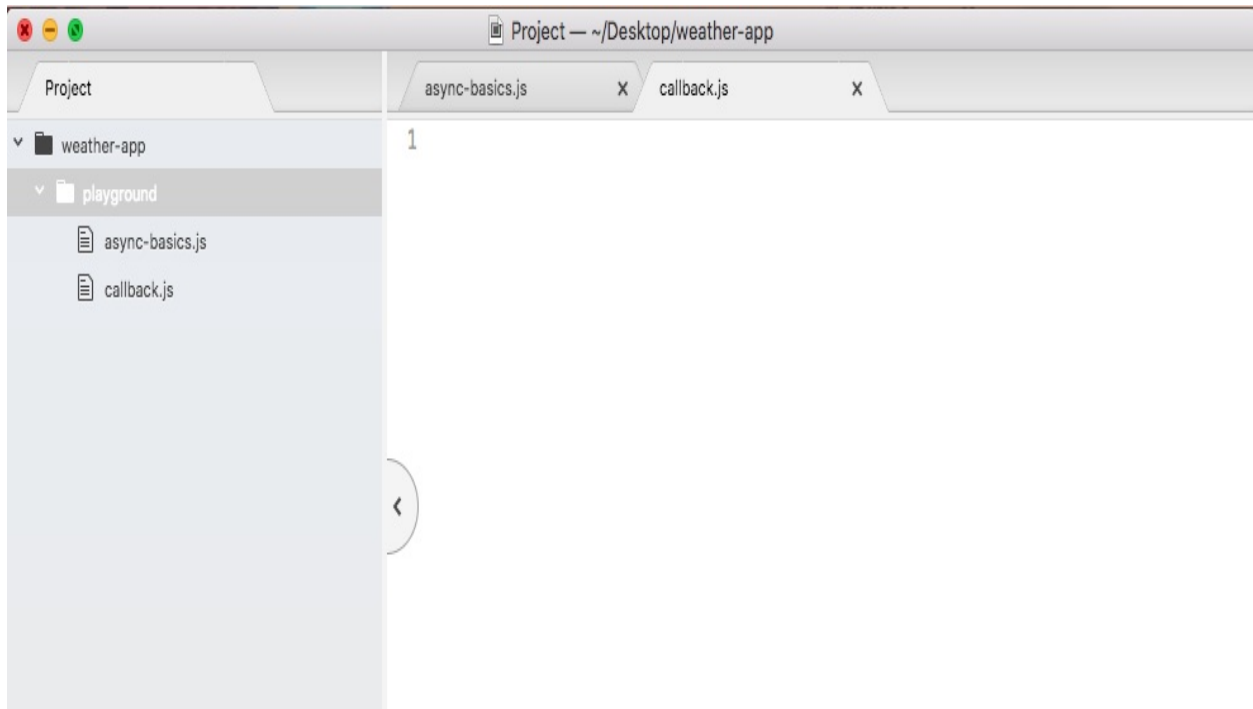 Project — ~/Desktop/weather-app
Project
async-basics.js
callback.js
weather-app
playground
async-basics.js
callback.js
1